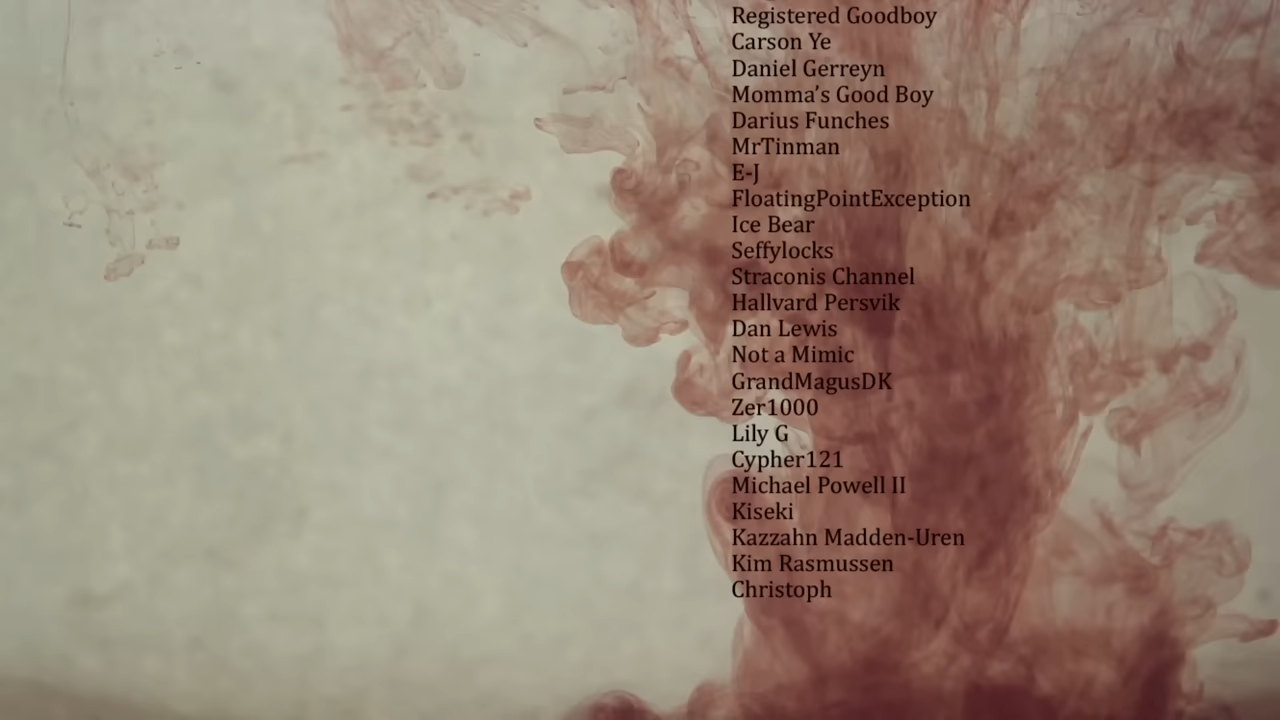 Registered Goodboy
Carson Ye
Daniel Gerreyn
Momma’s Good Boy
Darius Funches
MrTinman
E-J
FloatingPointException
Ice Bear
Seffylocks
Straconis Channel
Hallvard Persvik
Dan Lewis
Not a Mimic
GrandMagusDK
Zer1000
Lily G
Cypher121
Michael Powell II
Kiseki
Kazzahn Madden-Uren
Kim Rasmussen
Christoph